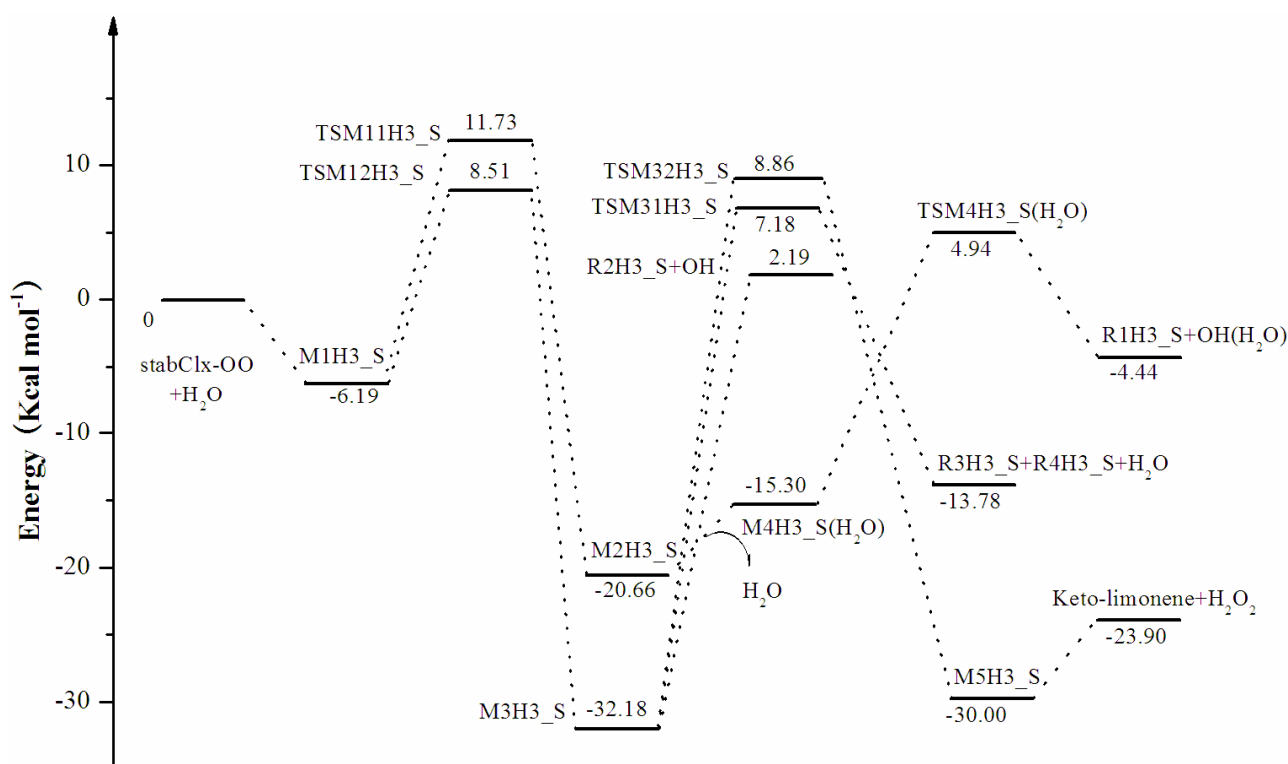 Energy (Kcal mol⁻¹)
10
0
-10
-20
-30
0
stabClx-OO
+H₂O
M1H3_S
-6.19
TSM11H3_S
11.73
TSM12H3_S
8.51
M2H3_S
-20.66
M3H3_S
-32.18
TSM32H3_S
8.86
TSM31H3_S
7.18
R2H3_S+OH
2.19
-15.30
M4H3_S(H₂O)
H₂O
TSM4H3_S(H₂O)
4.94
R1H3_S+OH(H₂O)
-4.44
R3H3_S+R4H3_S+H₂O
-13.78
M5H3_S
-30.00
Keto-limonene+H₂O₂
-23.90